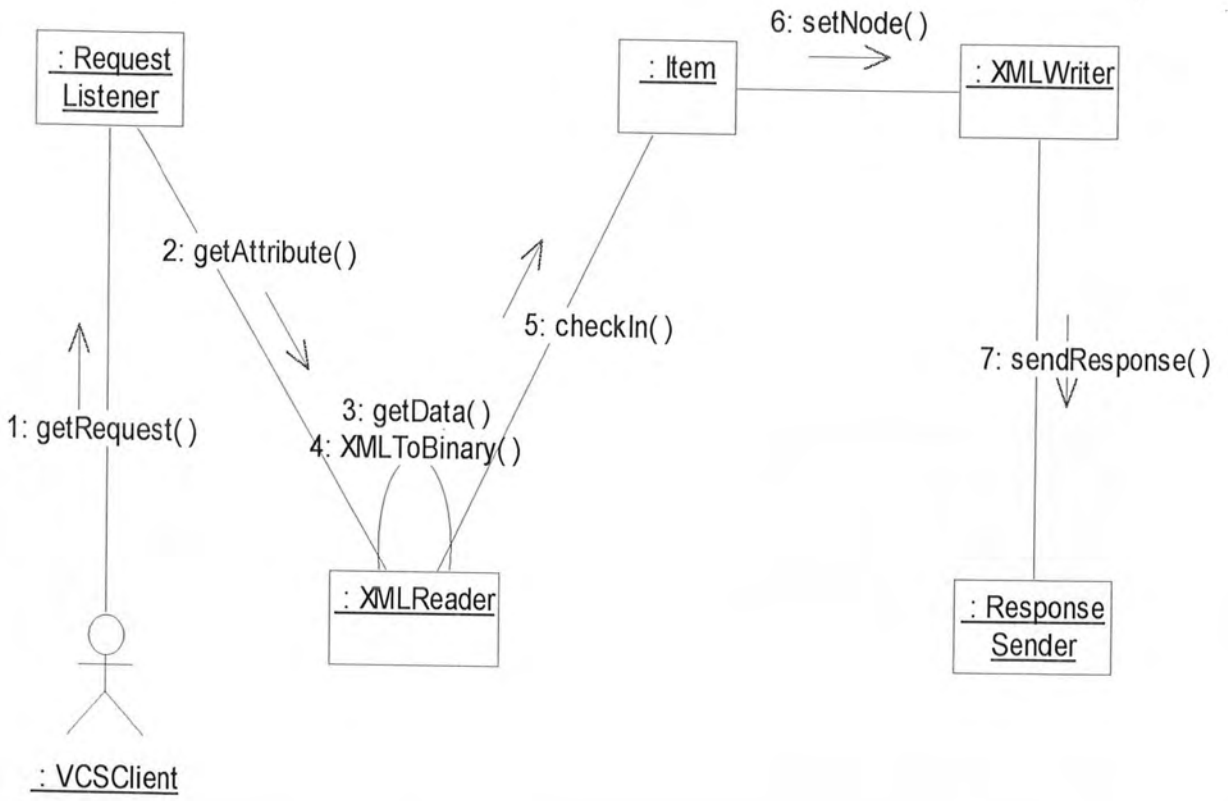 6: setNode( )
: Request
Listener
: Item
: XMLWriter
2: getAttribute( )
5: checkIn( )
7: sendResponse( )
3: getData( )
1: getRequest( )
4: XMLToBinary( )
: XMLReader
: Response
Sender
: VCSClient